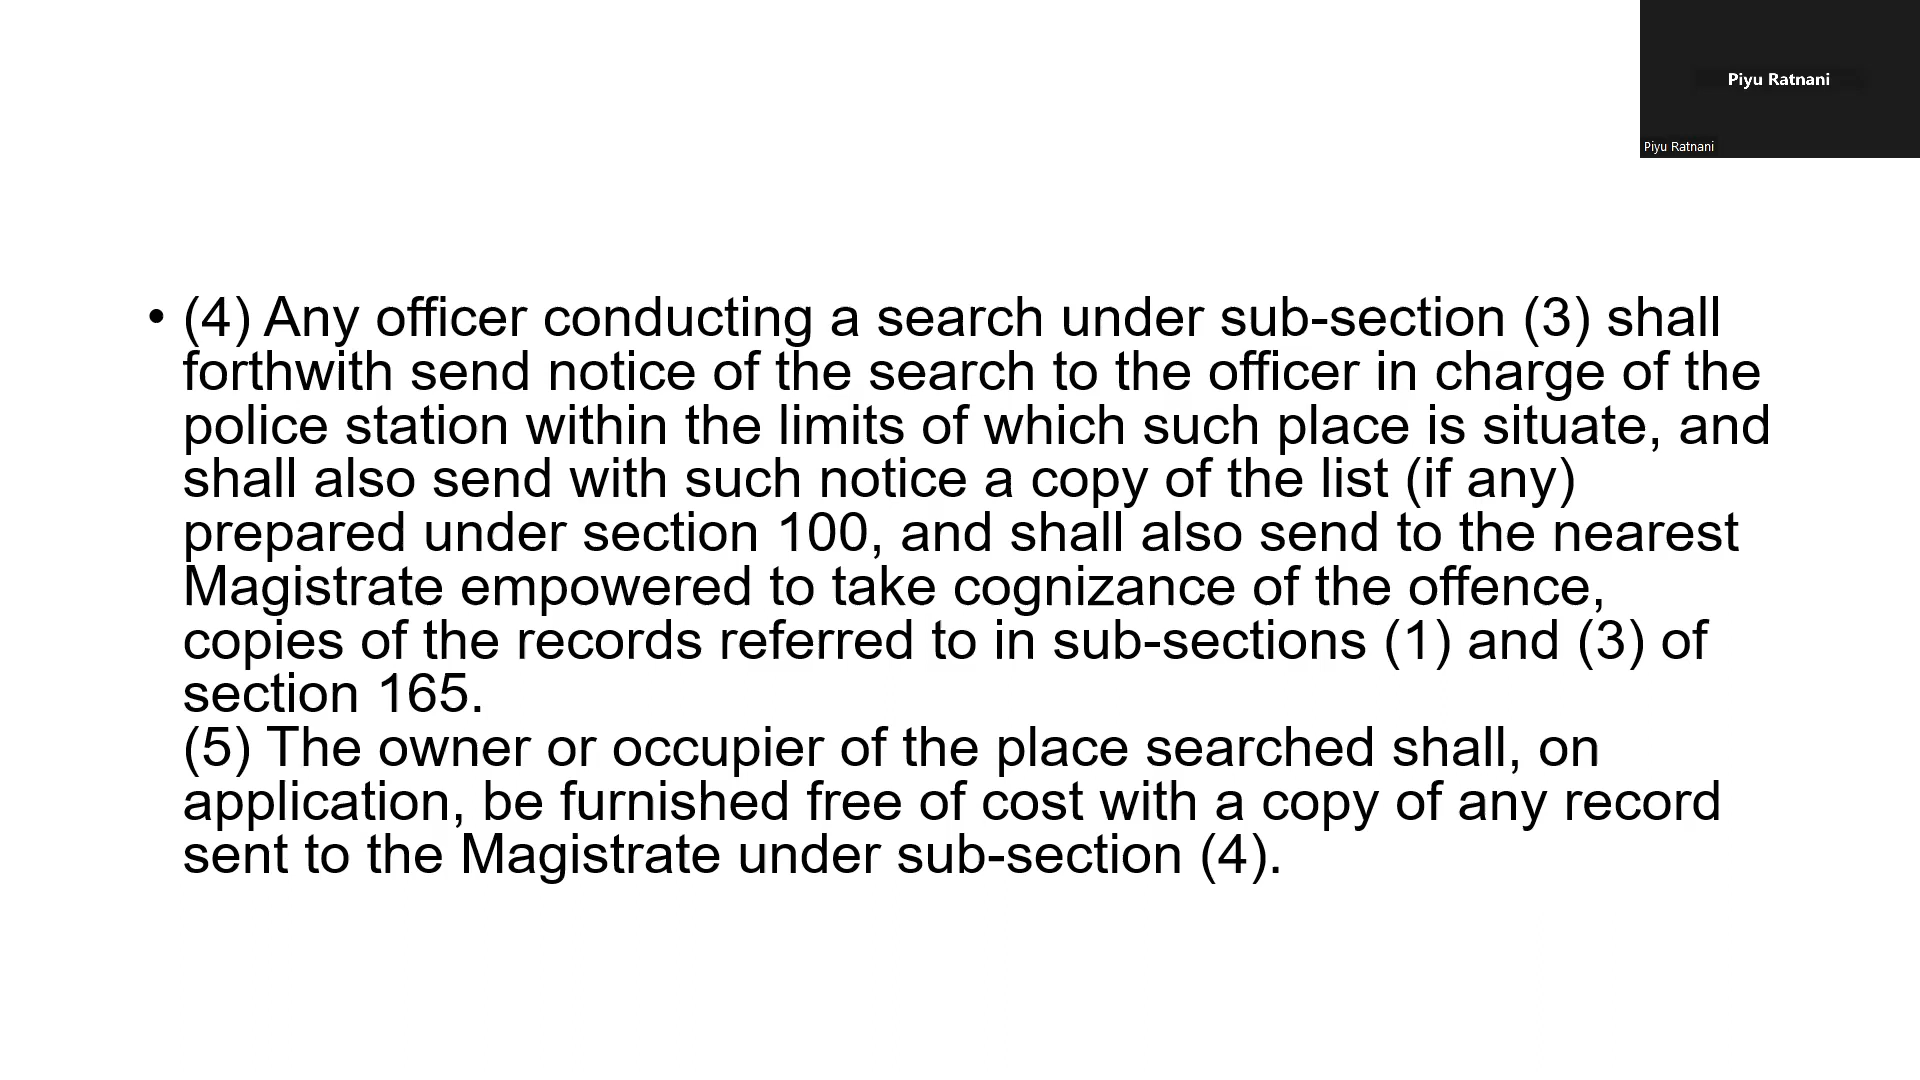 Piyu Ratnani
Piyu Ratnani
• (4) Any officer conducting a search under sub-section (3) shall
forthwith send notice of the search to the officer in charge of the
police station within the limits of which such place is situate, and
shall also send with such notice a copy of the list (if any)
prepared under section 100, and shall also send to the nearest
Magistrate empowered to take cognizance of the offence,
copies of the records referred to in sub-sections (1) and (3) of
section 165.
(5) The owner or occupier of the place searched shall, on
application, be furnished free of cost with a copy of any record
sent to the Magistrate under sub-section (4).